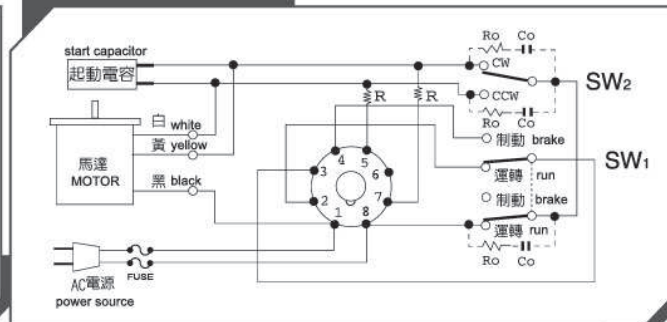 start capacitor
起動電容
Ro Co
CW
SW2
CCW
Ro Co
R
R
白 white
黃 yellow
馬達
MOTOR
黑 black
4
5
3
6
2
7
1
8
制動 brake
運轉 run
SW1
制動 brake
運轉 run
Ro Co
AC電源
power source
FUSE